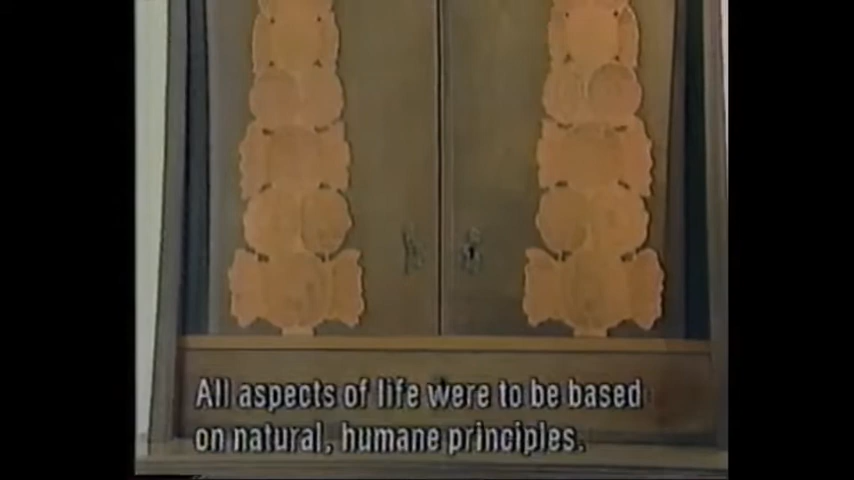 All aspects of life were to be based
on natural, humane principles.